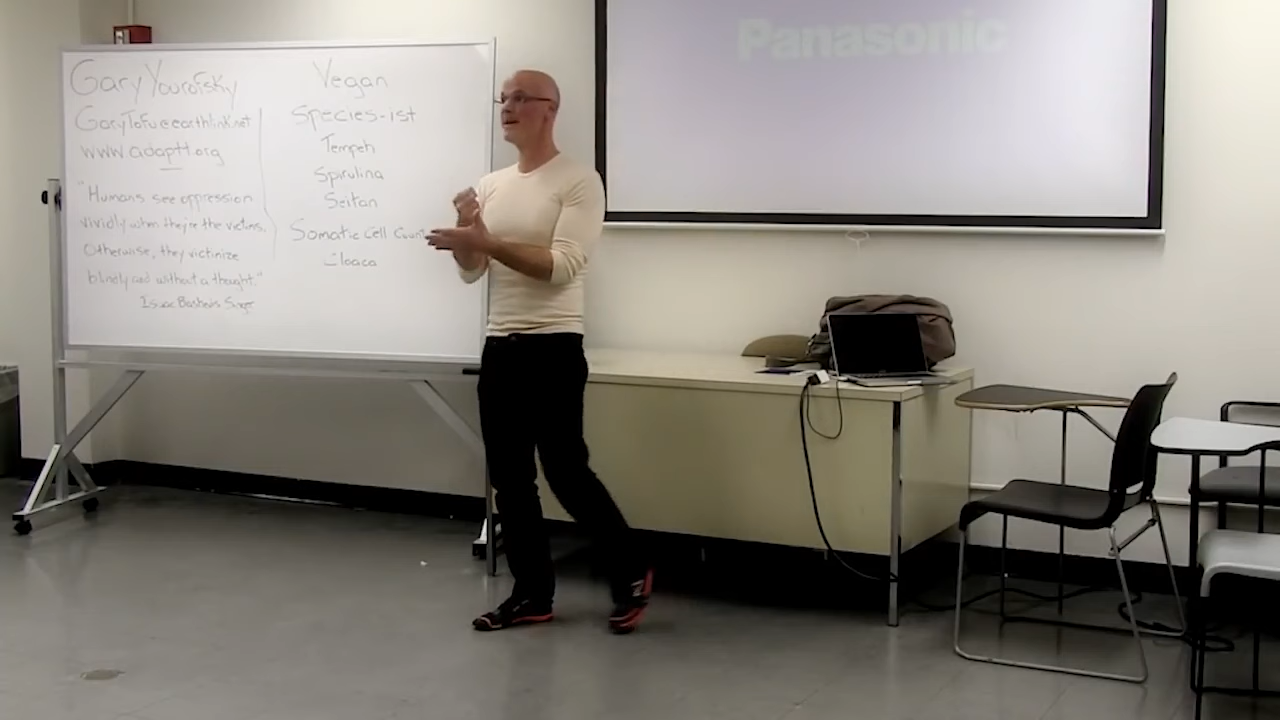 Gary Yourofsky
GaryToFu@earthlink.net
www.adaptt.org
"Humans see oppression
vividly when they're the victims.
Otherwise, they victimize
blindly and without a thought."
Isaac Bashevis Singer
Vegan
Species-ist
Tempeh
Spirulina
Seitan
Somatic Cell Count
Cloaca
Panasonic